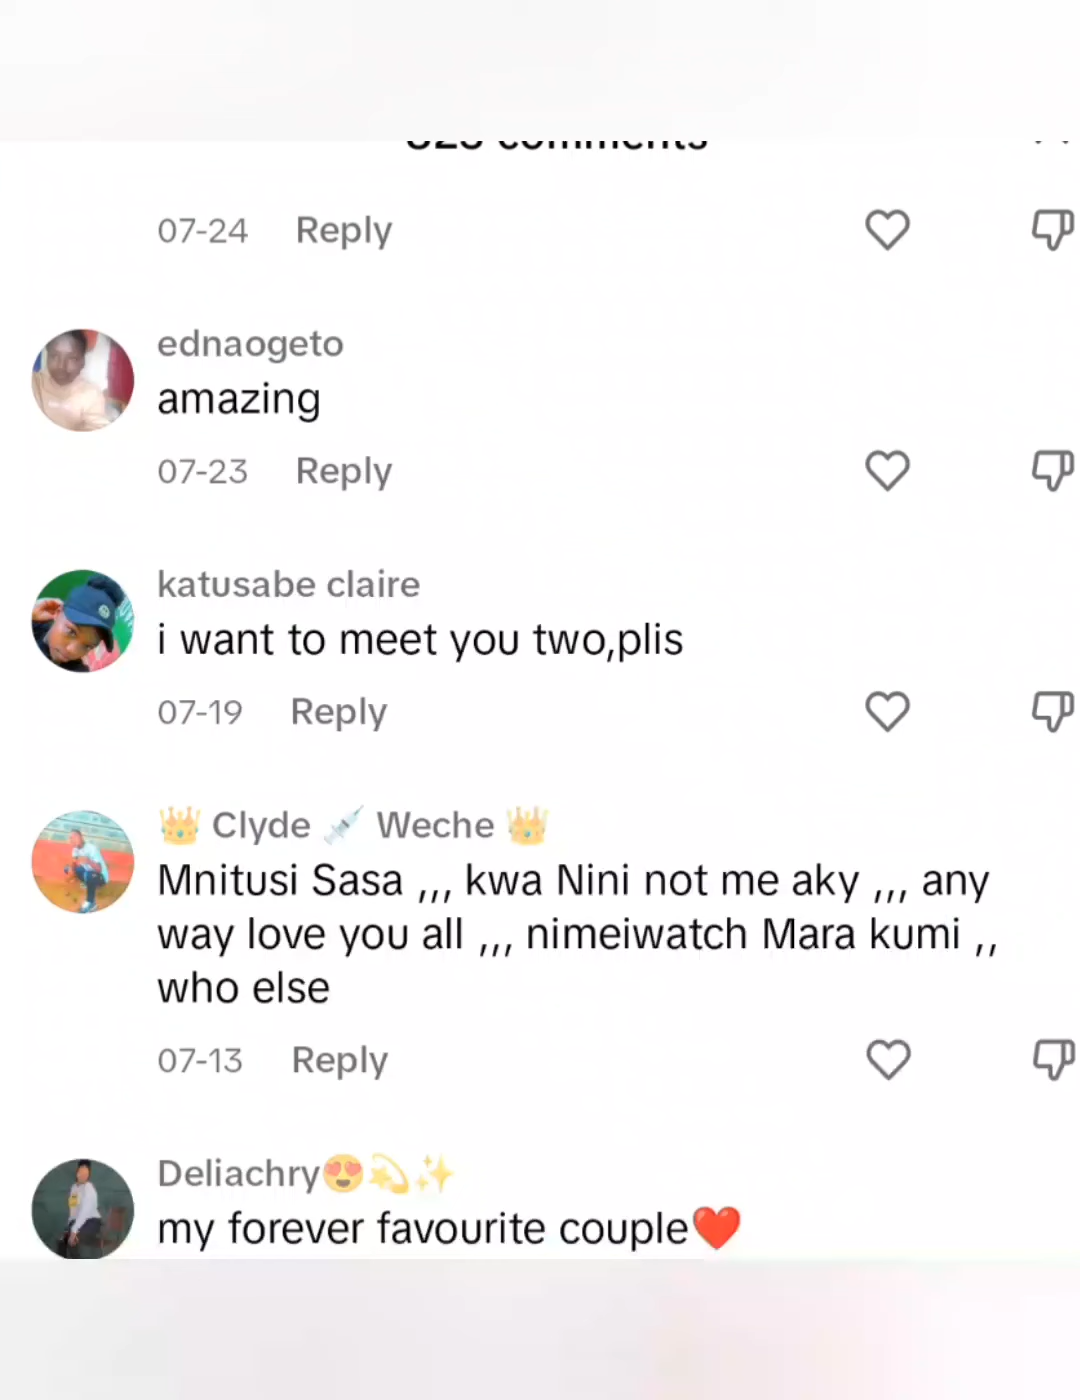 comments
07-24 Reply
ednaogeto
amazing
07-23 Reply
katusabe claire
i want to meet you two,plis
07-19 Reply
👑 Clyde 💉 Weche 👑
Mnitusi Sasa ,,, kwa Nini not me aky ,,, any
way love you all ,,, nimeiwatch Mara kumi ,,
who else
07-13 Reply
Deliachry😍💫✨
my forever favourite couple❤️